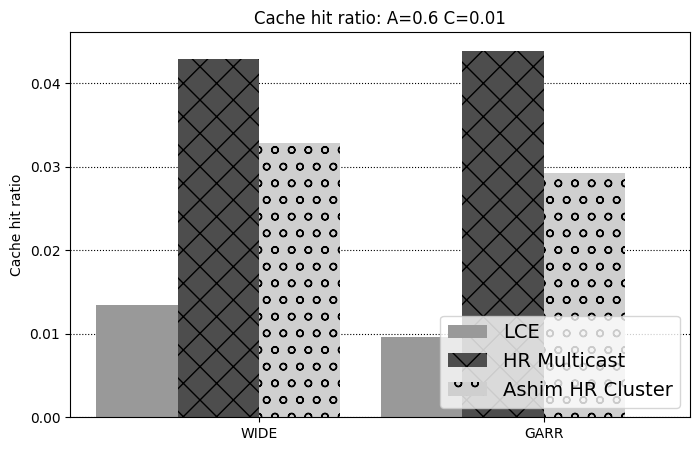 Cache hit ratio: A=0.6 C=0.01
Cache hit ratio
0.04
0.03
0.02
0.01
0.00
WIDE
GARR
LCE
HR Multicast
Ashim HR Cluster